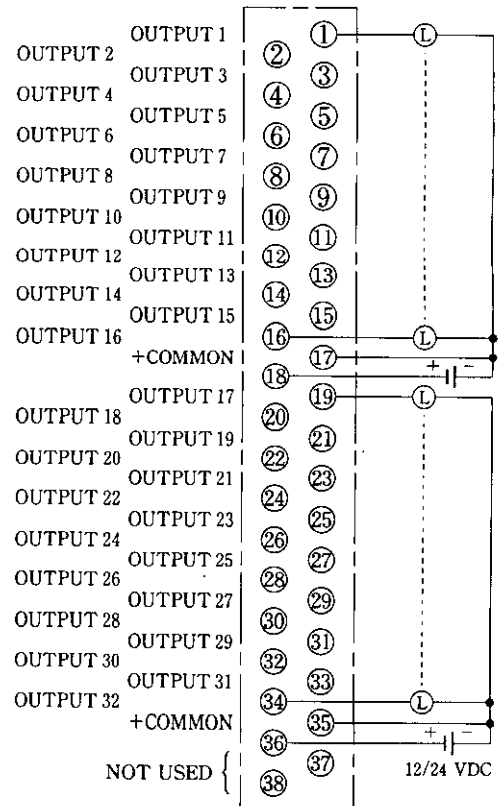 OUTPUT 1 ① L
OUTPUT 2 ②
OUTPUT 3 ③
OUTPUT 4 ④
OUTPUT 5 ⑤
OUTPUT 6 ⑥
OUTPUT 7 ⑦
OUTPUT 8 ⑧
OUTPUT 9 ⑨
OUTPUT 10 ⑩
OUTPUT 11 ⑪
OUTPUT 12 ⑫
OUTPUT 13 ⑬
OUTPUT 14 ⑭
OUTPUT 15 ⑮
OUTPUT 16 ⑯ L
+COMMON ⑰
⑱ + -
OUTPUT 17 ⑲ L
OUTPUT 18 ⑳
OUTPUT 19 ㉑
OUTPUT 20 ㉒
OUTPUT 21 ㉓
OUTPUT 22 ㉔
OUTPUT 23 ㉕
OUTPUT 24 ㉖
OUTPUT 25 ㉗
OUTPUT 26 ㉘
OUTPUT 27 ㉙
OUTPUT 28 ㉚
OUTPUT 29 ㉛
OUTPUT 30 ㉜
OUTPUT 31 ㉝
OUTPUT 32 ㉞ L
+COMMON ㉟
㊱ + -
12/24 VDC
NOT USED { ㊲
㊳